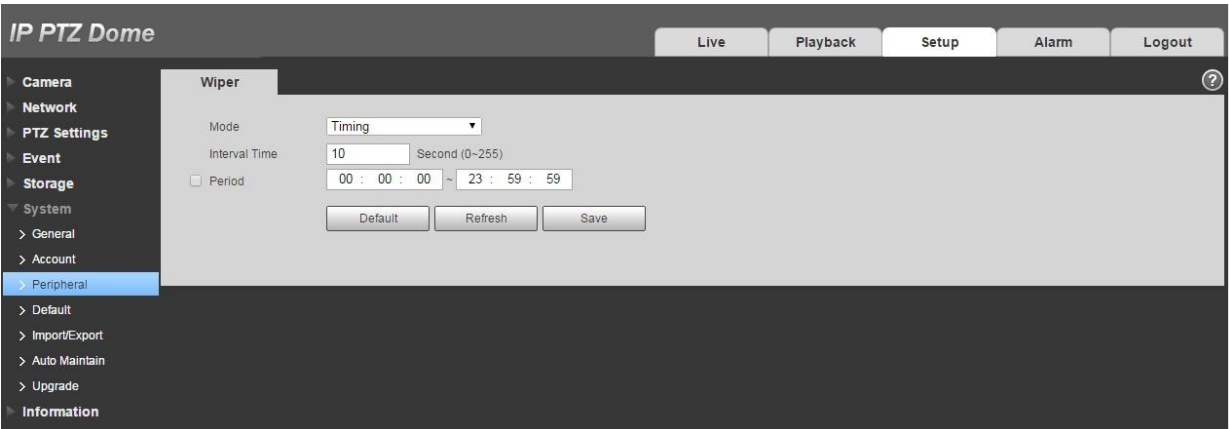 IP PTZ Dome
Live Playback Setup Alarm Logout
Camera
Network
PTZ Settings
Event
Storage
System
> General
> Account
> Peripheral
> Default
> Import/Export
> Auto Maintain
> Upgrade
Information
Wiper
?
Mode Timing
Interval Time 10 Second (0~255)
Period 00 : 00 : 00 ~ 23 : 59 : 59
Default Refresh Save